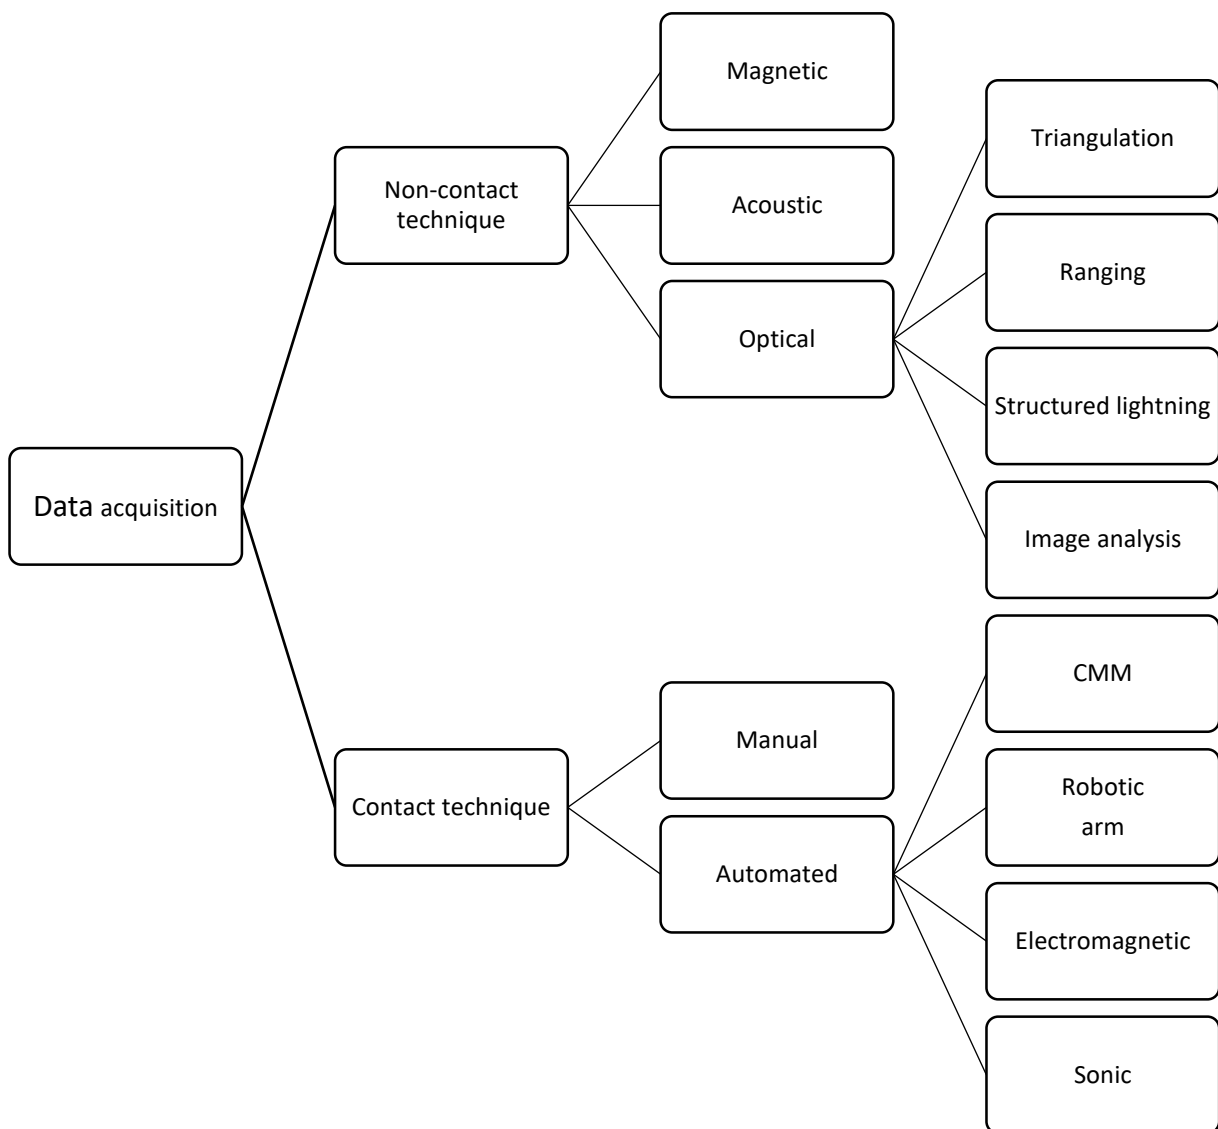 Data acquisition
Non-contact
technique
Magnetic
Acoustic
Optical
Triangulation
Ranging
Structured lightning
Image analysis
Contact technique
Manual
Automated
CMM
Robotic
arm
Electromagnetic
Sonic